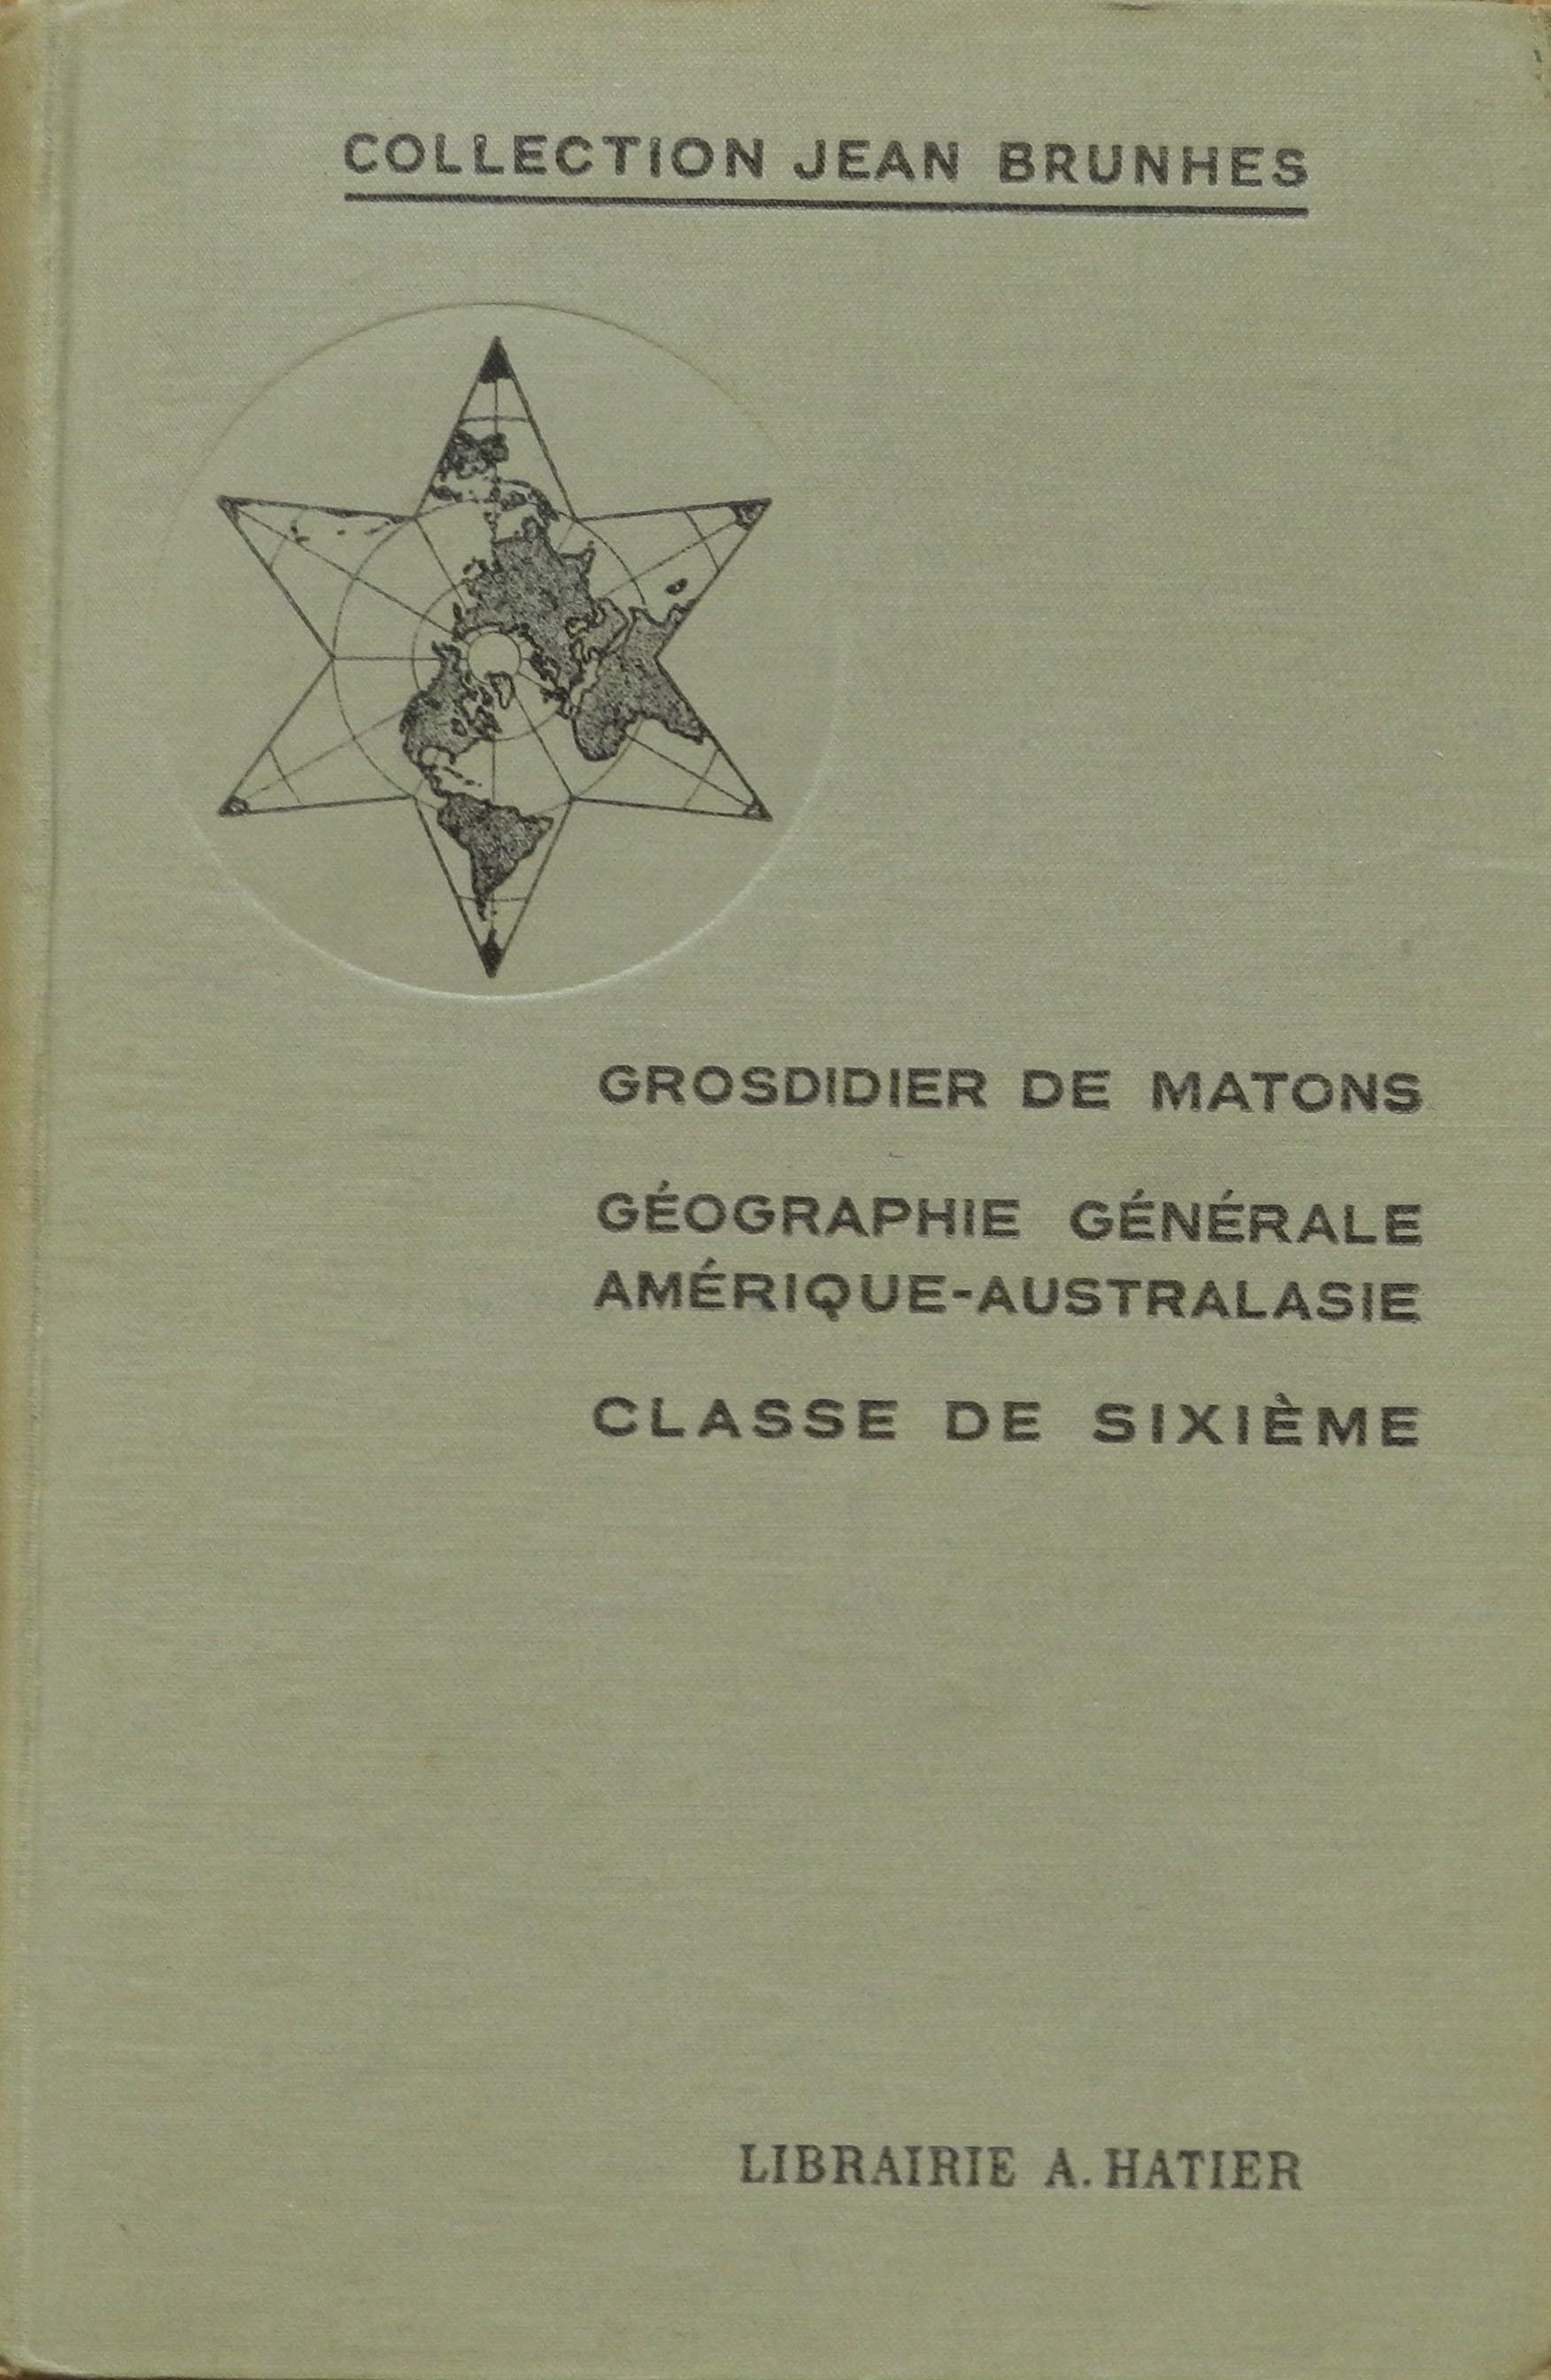 COLLECTION JEAN BRUNHES
GROSDIDIER DE MATONS
GÉOGRAPHIE GÉNÉRALE
AMÉRIQUE-AUSTRALASIE
CLASSE DE SIXIÈME
LIBRAIRIE A. HATIER